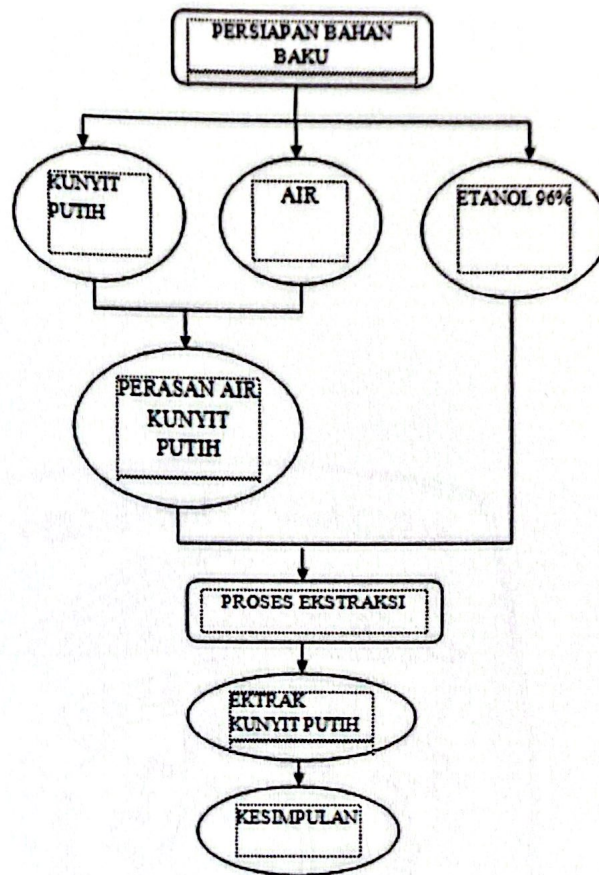 PERSIAPAN BAHAN
BAKU
KUNYIT
PUTIH
AIR
ETANOL 96%
PERASAN AIR
KUNYIT
PUTIH
PROSES EKSTRAKSI
EKTRAK
KUNYIT PUTIH
KESIMPULAN